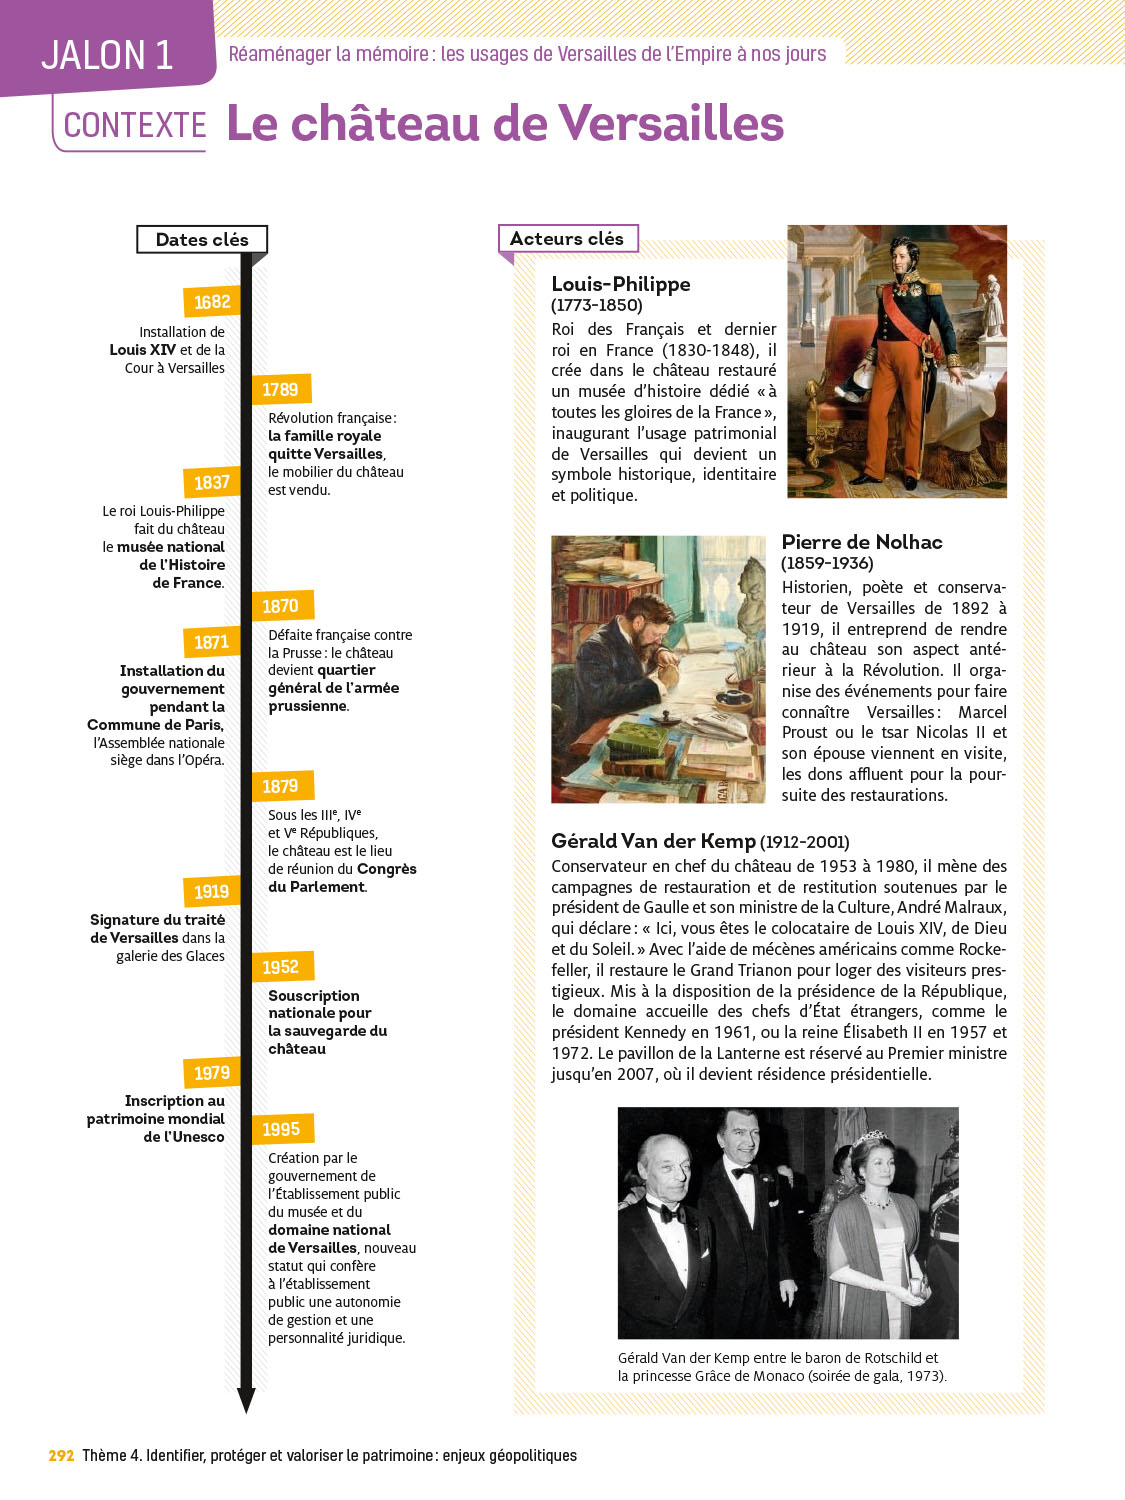 JALON 1
Réaménager la mémoire : les usages de Versailles de l'Empire à nos jours
CONTEXTE
Le château de Versailles
Dates clés
1682
Installation de
Louis XIV et de la
Cour à Versailles
1789
Révolution française :
la famille royale
quitte Versailles,
le mobilier du château
est vendu.
1837
Le roi Louis-Philippe
fait du château
le musée national
de l'Histoire
de France.
1870
Défaite française contre
la Prusse : le château
devient quartier
général de l'armée
prussienne.
1871
Installation du
gouvernement
pendant la
Commune de Paris,
l'Assemblée nationale
siège dans l'Opéra.
1879
Sous les IIIe, IVe
et Ve Républiques,
le château est le lieu
de réunion du Congrès
du Parlement.
1919
Signature du traité
de Versailles dans la
galerie des Glaces
1952
Souscription
nationale pour
la sauvegarde du
château
1979
Inscription au
patrimoine mondial
de l'Unesco
1995
Création par le
gouvernement de
l'Établissement public
du musée et du
domaine national
de Versailles, nouveau
statut qui confère
à l'établissement
public une autonomie
de gestion et une
personnalité juridique.
Acteurs clés
Louis-Philippe
(1773-1850)
Roi des Français et dernier
roi en France (1830-1848), il
crée dans le château restauré
un musée d'histoire dédié « à
toutes les gloires de la France »,
inaugurant l'usage patrimonial
de Versailles qui devient un
symbole historique, identitaire
et politique.
Pierre de Nolhac
(1859-1936)
Historien, poète et conserva-
teur de Versailles de 1892 à
1919, il entreprend de rendre
au château son aspect anté-
rieur à la Révolution. Il orga-
nise des événements pour faire
connaître Versailles : Marcel
Proust ou le tsar Nicolas II et
son épouse viennent en visite,
les dons affluent pour la pour-
suite des restaurations.
Gérald Van der Kemp (1912-2001)
Conservateur en chef du château de 1953 à 1980, il mène des
campagnes de restauration et de restitution soutenues par le
président de Gaulle et son ministre de la Culture, André Malraux,
qui déclare : « Ici, vous êtes le colocataire de Louis XIV, de Dieu
et du Soleil. » Avec l'aide de mécènes américains comme Rocke-
feller, il restaure le Grand Trianon pour loger des visiteurs pres-
tigieux. Mis à la disposition de la présidence de la République,
le domaine accueille des chefs d'État étrangers, comme le
président Kennedy en 1961, ou la reine Élisabeth II en 1957 et
1972. Le pavillon de la Lanterne est réservé au Premier ministre
jusqu'en 2007, où il devient résidence présidentielle.
Gérald Van der Kemp entre le baron de Rotschild et
la princesse Grâce de Monaco (soirée de gala, 1973).
292 Thème 4. Identifier, protéger et valoriser le patrimoine : enjeux géopolitiques